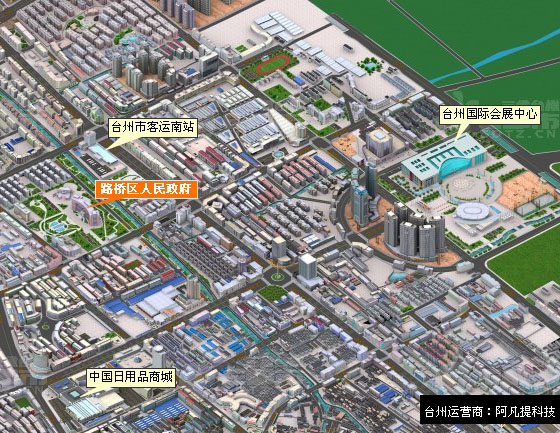 台州国际会展中心
台州市客运南站
路桥区人民政府
中国日用品商城
台州运营商：阿凡提科技